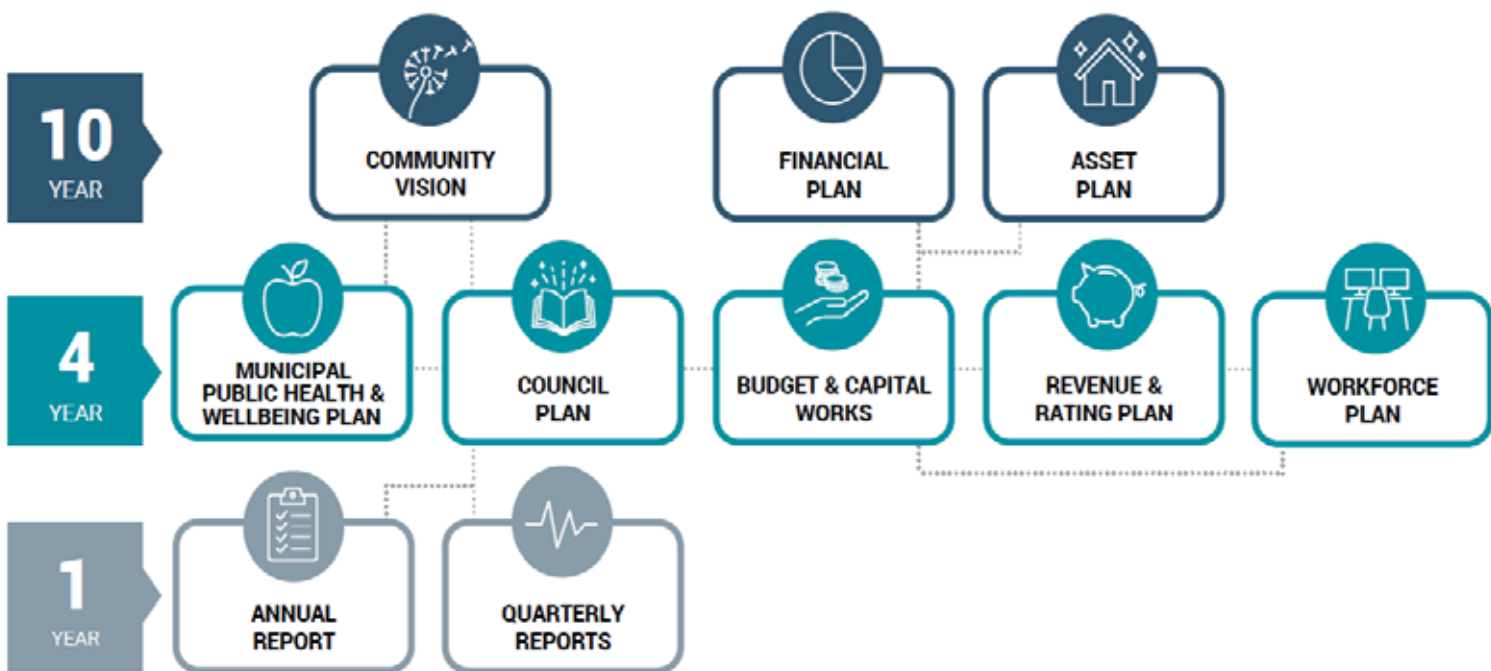 10
YEAR
COMMUNITY
VISION
FINANCIAL
PLAN
ASSET
PLAN
4
YEAR
MUNICIPAL
PUBLIC HEALTH &
WELLBEING PLAN
COUNCIL
PLAN
BUDGET & CAPITAL
WORKS
REVENUE &
RATING PLAN
WORKFORCE
PLAN
1
YEAR
ANNUAL
REPORT
QUARTERLY
REPORTS